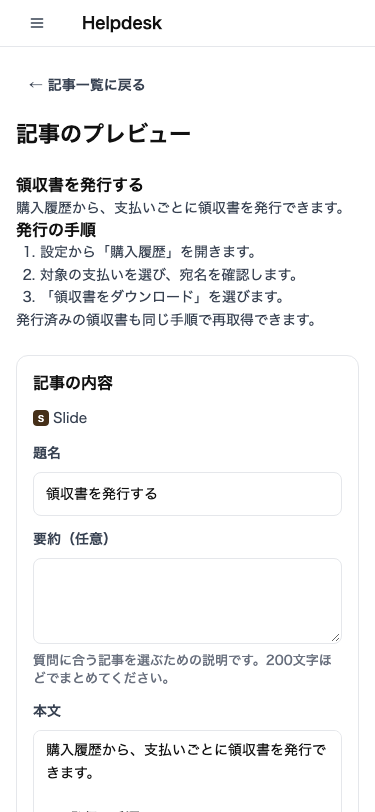 Helpdesk
← 記事一覧に戻る
記事のプレビュー
領収書を発行する
購入履歴から、支払いごとに領収書を発行できます。
発行の手順
1. 設定から「購入履歴」を開きます。
2. 対象の支払いを選び、宛名を確認します。
3. 「領収書をダウンロード」を選びます。
発行済みの領収書も同じ手順で再取得できます。
記事の内容
S Slide
題名
領収書を発行する
要約（任意）
質問に合う記事を選ぶための説明です。200文字ほ
どでまとめてください。
本文
購入履歴から、支払いごとに領収書を発行で
きます。